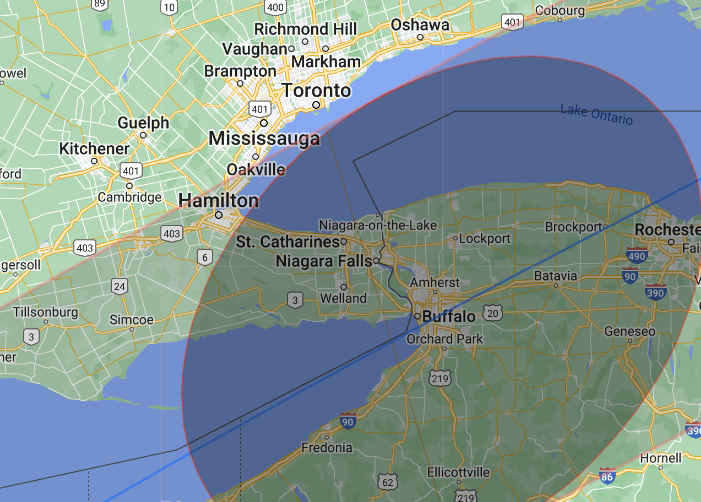 89
10
400
Richmond Hill
Oshawa
401
Cobourg
Vaughan
Markham
Brampton
Toronto
owel
401
Lake Ontario
Guelph
Mississauga
Kitchener
401
Oakville
ford
Cambridge
Hamilton
Niagara-on-the-Lake
Brockport
Rocheste
403
403
St. Catharines
Lockport
Fai
6
Niagara Falls
490
gersoll
90
Batavia
24
Amherst
390
3
Welland
Tillsonburg
Simcoe
Buffalo
20
3
Orchard Park
Geneseo
ner
219
90
390
Fredonia
Hornell
Ellicottville
86
62
219